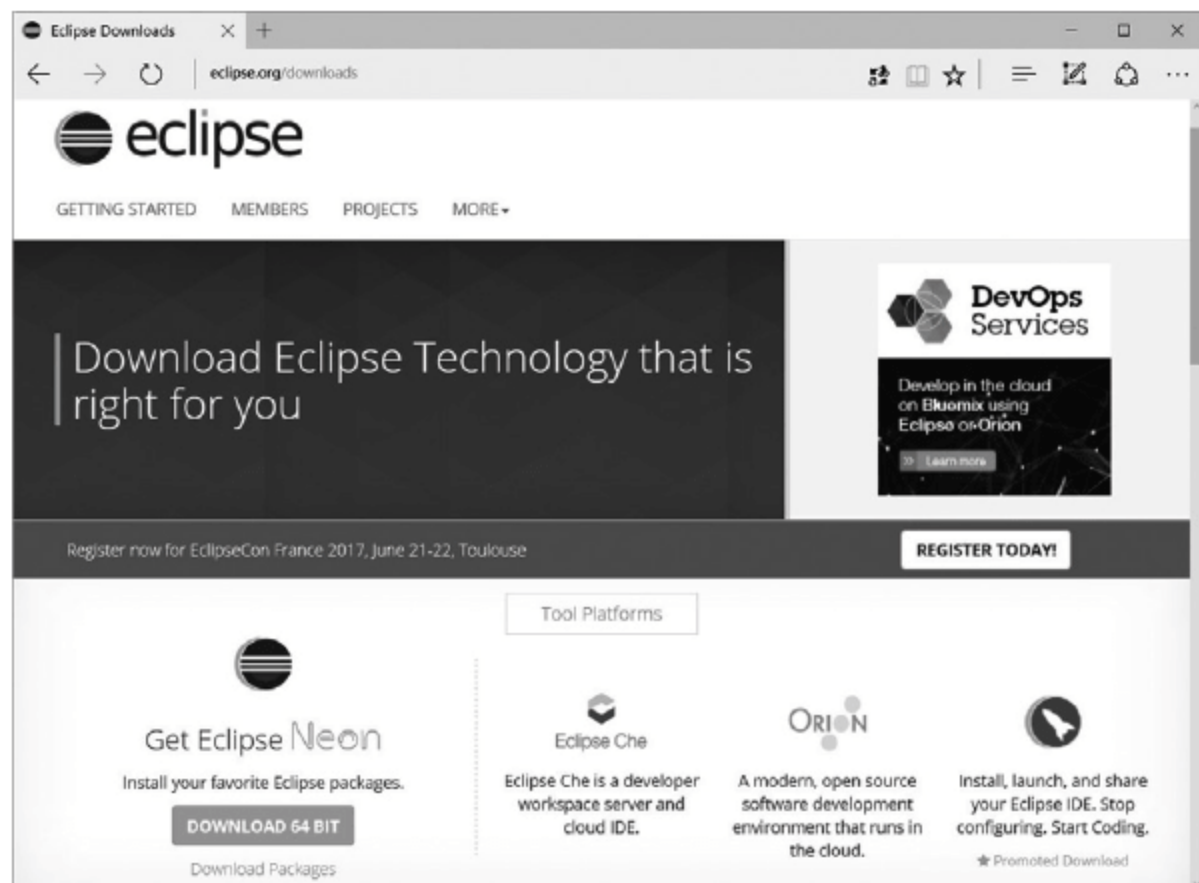 Eclipse Downloads
eclipse.org/downloads
eclipse
GETTING STARTED MEMBERS PROJECTS MORE
Download Eclipse Technology that is
right for you
DevOps
Services
Develop in the cloud
on Bluemix using
Eclipse or Orion
Learn more
Register now for EclipseCon France 2017, June 21-22, Toulouse
REGISTER TODAY!
Tool Platforms
Get Eclipse Neon
Install your favorite Eclipse packages.
DOWNLOAD 64 BIT
Download Packages
Eclipse Che
Eclipse Che is a developer
workspace server and
cloud IDE.
ORION
A modern, open source
software development
environment that runs in
the cloud.
Install, launch, and share
your Eclipse IDE. Stop
configuring. Start Coding.
Promoted Download